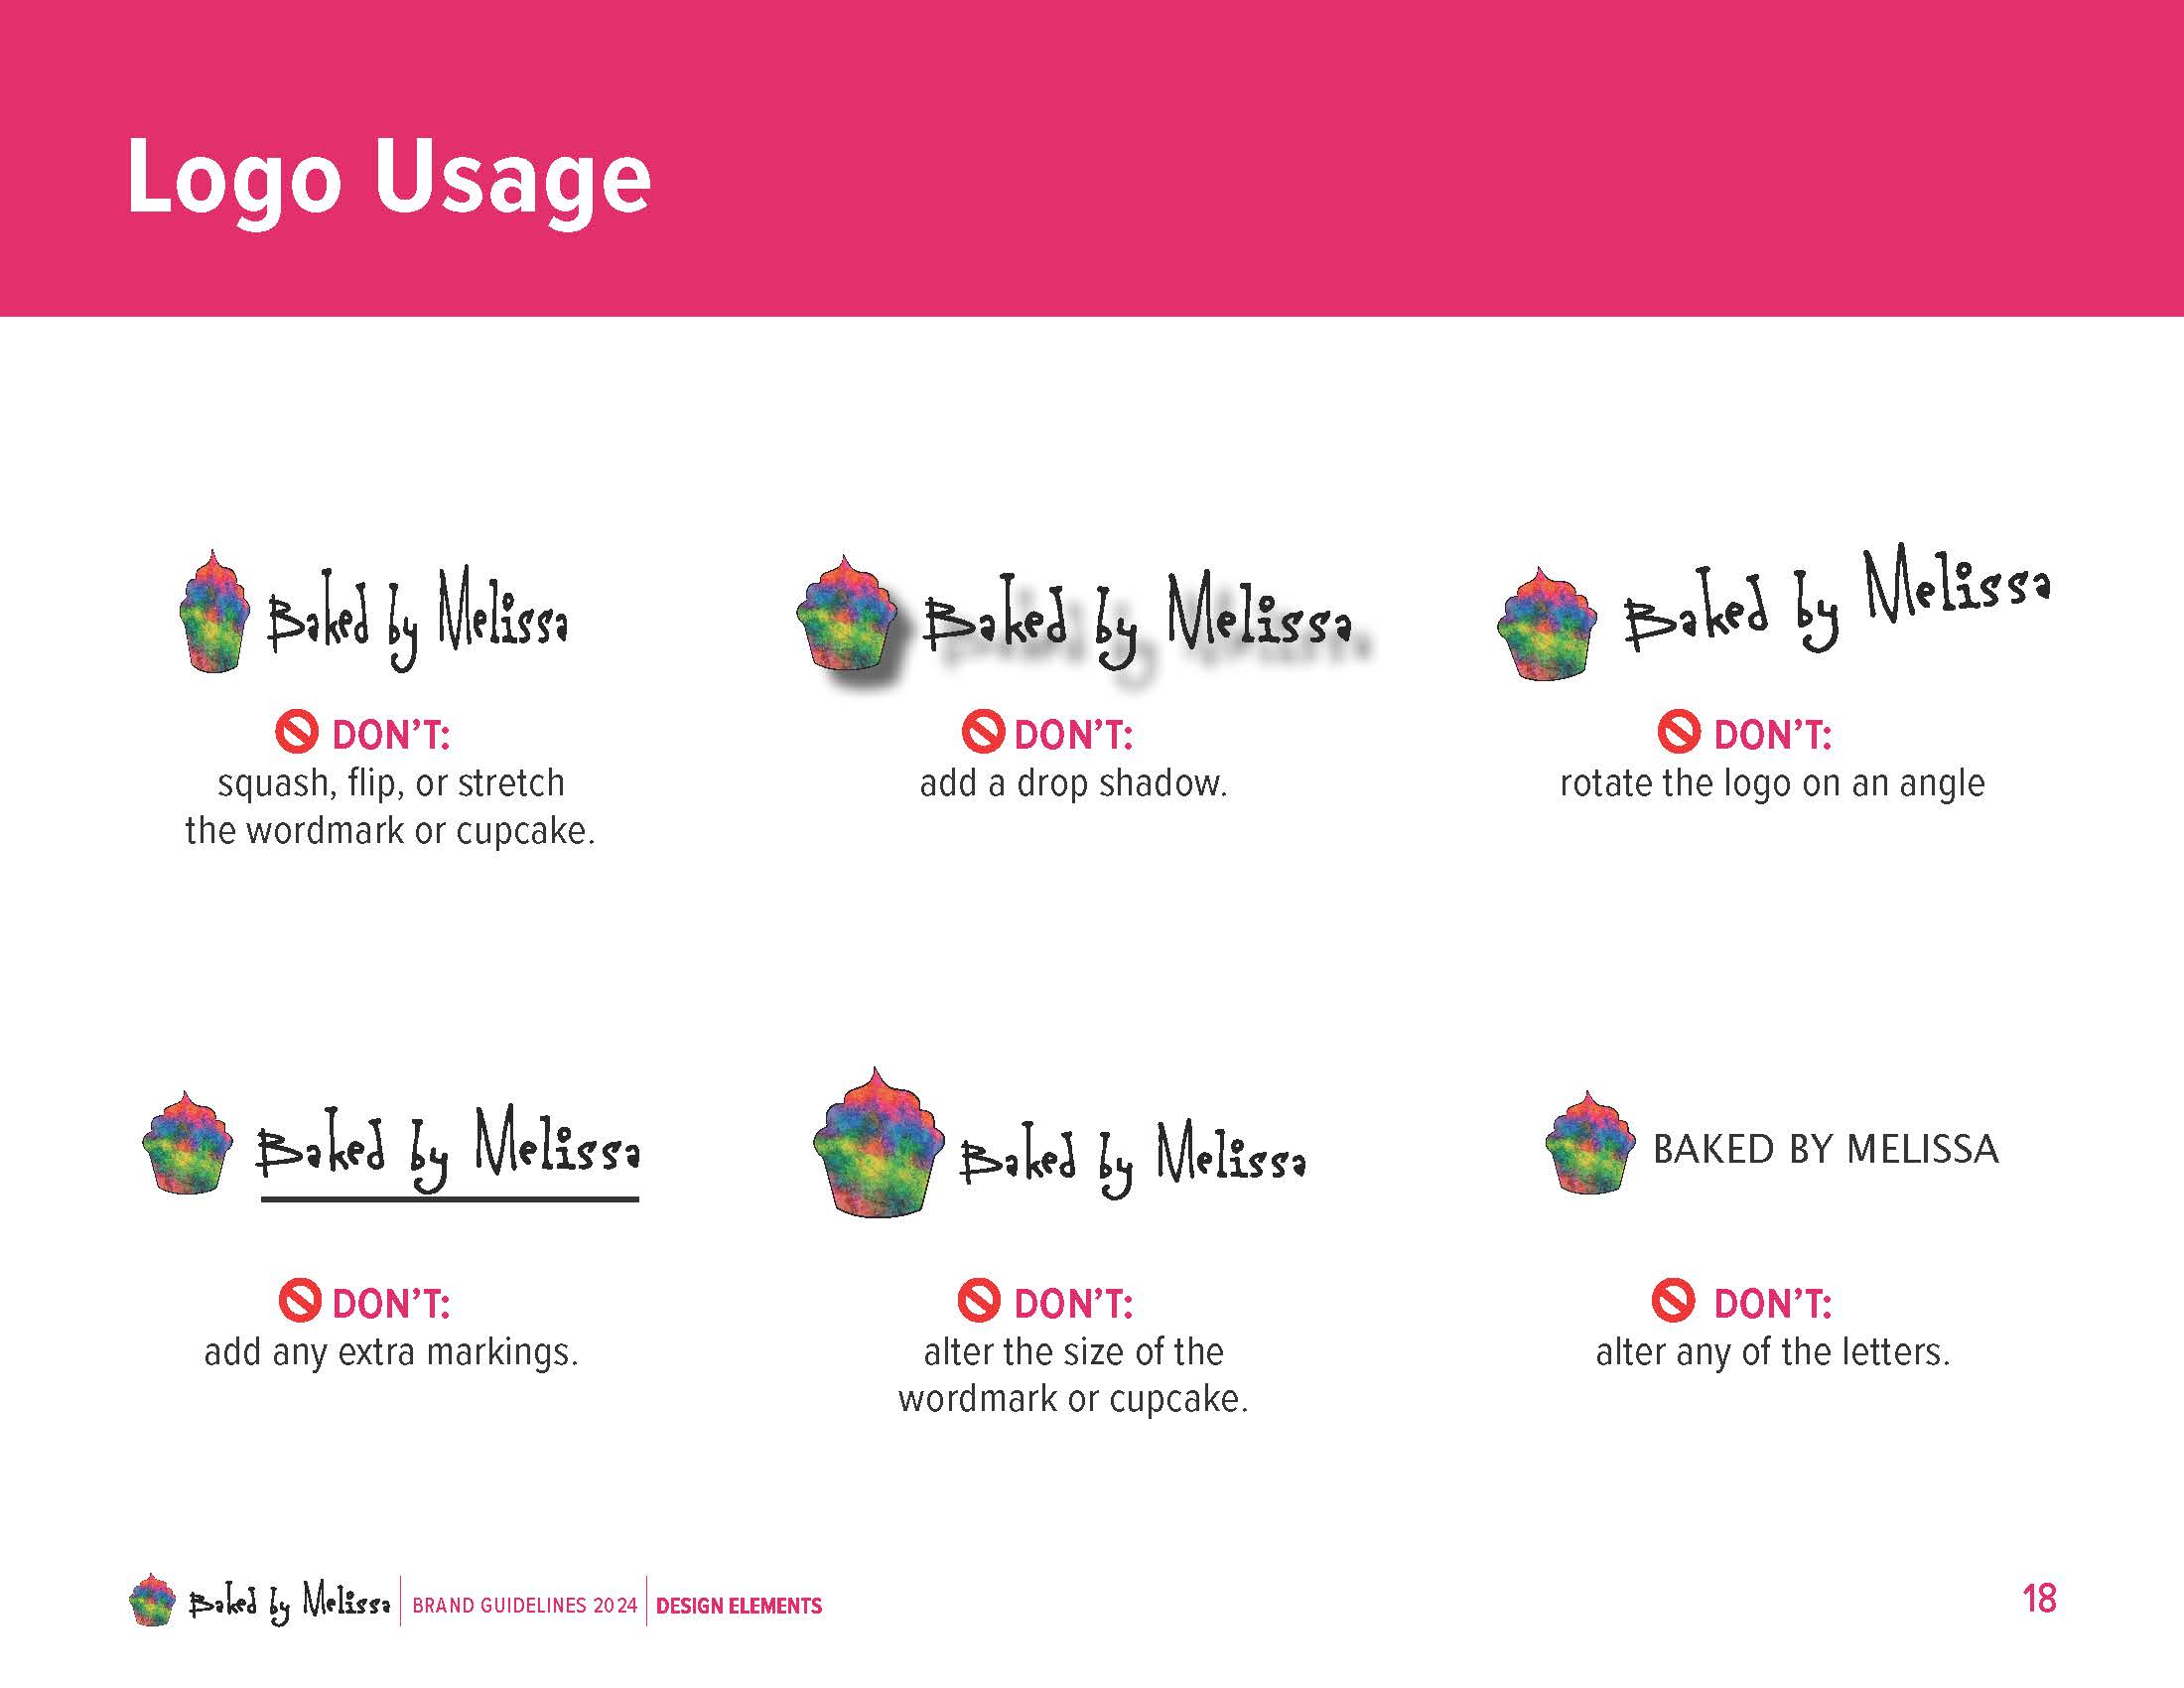 Logo Usage
Baked by Melissa
DON'T:
squash, flip, or stretch
the wordmark or cupcake.
Baked by Melissa
DON'T:
add a drop shadow.
Baked by Melissa
DON'T:
rotate the logo on an angle
Baked by Melissa
DON'T:
add any extra markings.
Baked by Melissa
DON'T:
alter the size of the
wordmark or cupcake.
BAKED BY MELISSA
DON'T:
alter any of the letters.
Baked by Melissa BRAND GUIDELINES 2024 DESIGN ELEMENTS 18